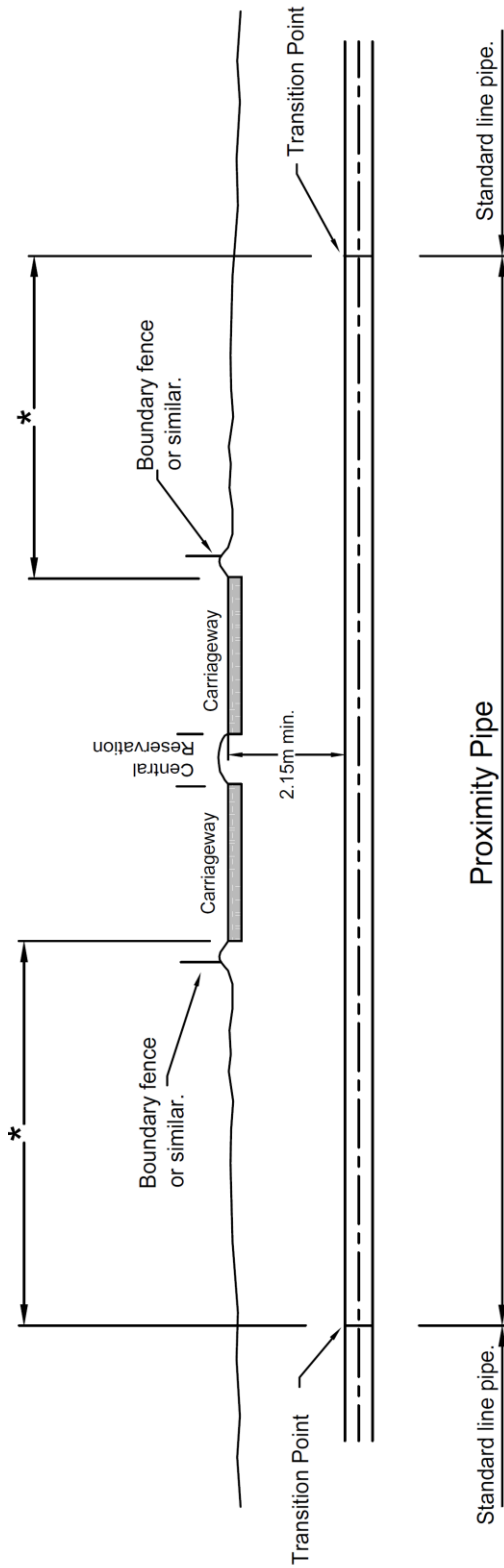 *
*
Boundary fence
or similar.
Boundary fence
or similar.
Central
Reservation
Carriageway
Carriageway
2.15m min.
Transition Point
Transition Point
Standard line pipe.
Proximity Pipe
Standard line pipe.